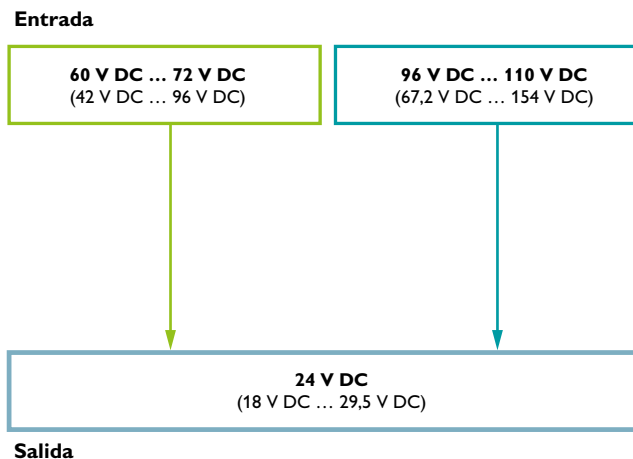 Entrada
60 V DC … 72 V DC
(42 V DC … 96 V DC)
96 V DC … 110 V DC
(67,2 V DC … 154 V DC)
24 V DC
(18 V DC … 29,5 V DC)
Salida